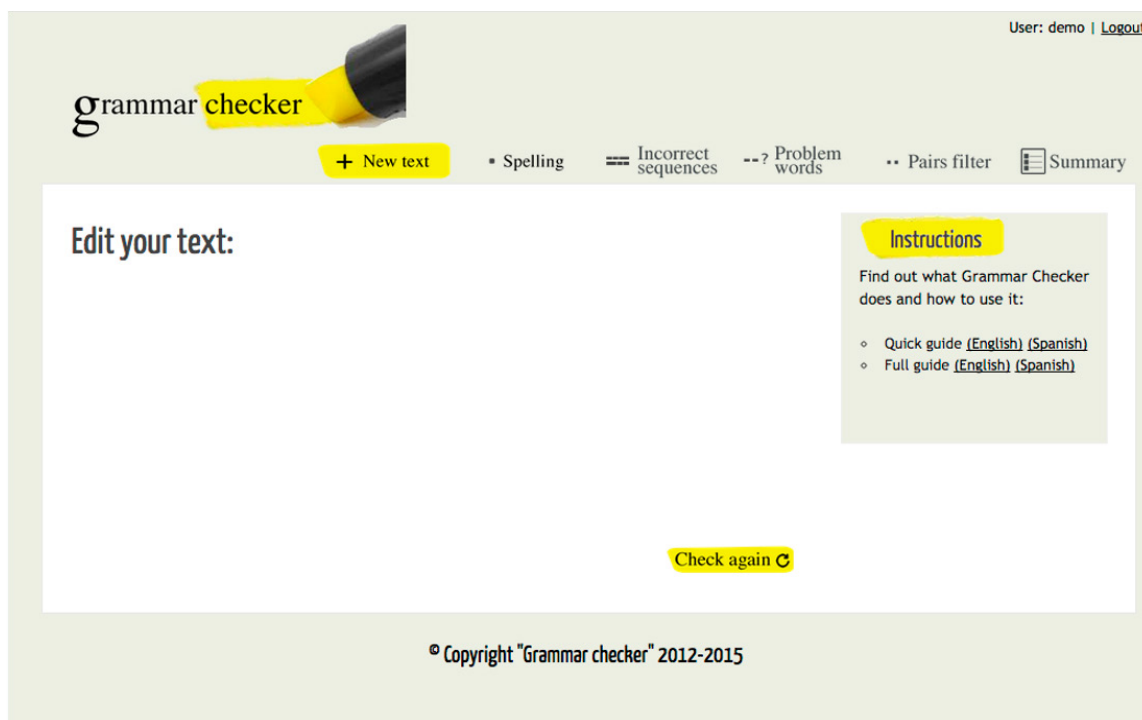 User: demo | Logout
grammar checker
+ New text
• Spelling
Incorrect
sequences
--? Problem
words
•• Pairs filter
Summary
Edit your text:
Instructions
Find out what Grammar Checker
does and how to use it:
Quick guide (English) (Spanish)
Full guide (English) (Spanish)
Check again
© Copyright "Grammar checker" 2012-2015